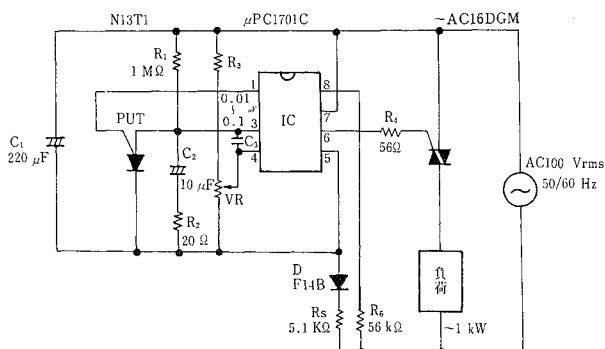 N13T1 μPC1701C ~AC16DGM
R₁
1 MΩ
R₃
1
8
0.01
∫ μF
0.1
3
IC
7
C₃
6
4
5
R₄
56Ω
PUT
C₁
220 μF
C₂
10 μF
VR
R₂
20 Ω
AC100 Vrms
50/60 Hz
D
F14B
負荷
Rs
5.1 KΩ
R₆
56 kΩ
~1 kW